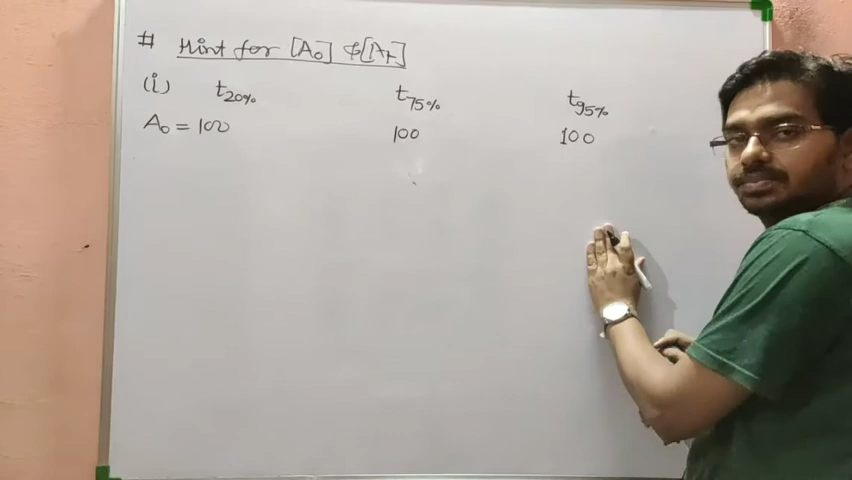 # Hint for [A₀] & [Aₜ]
(i) t₂₀% t₇₅% t₉₅%
A₀ = 100 100 100